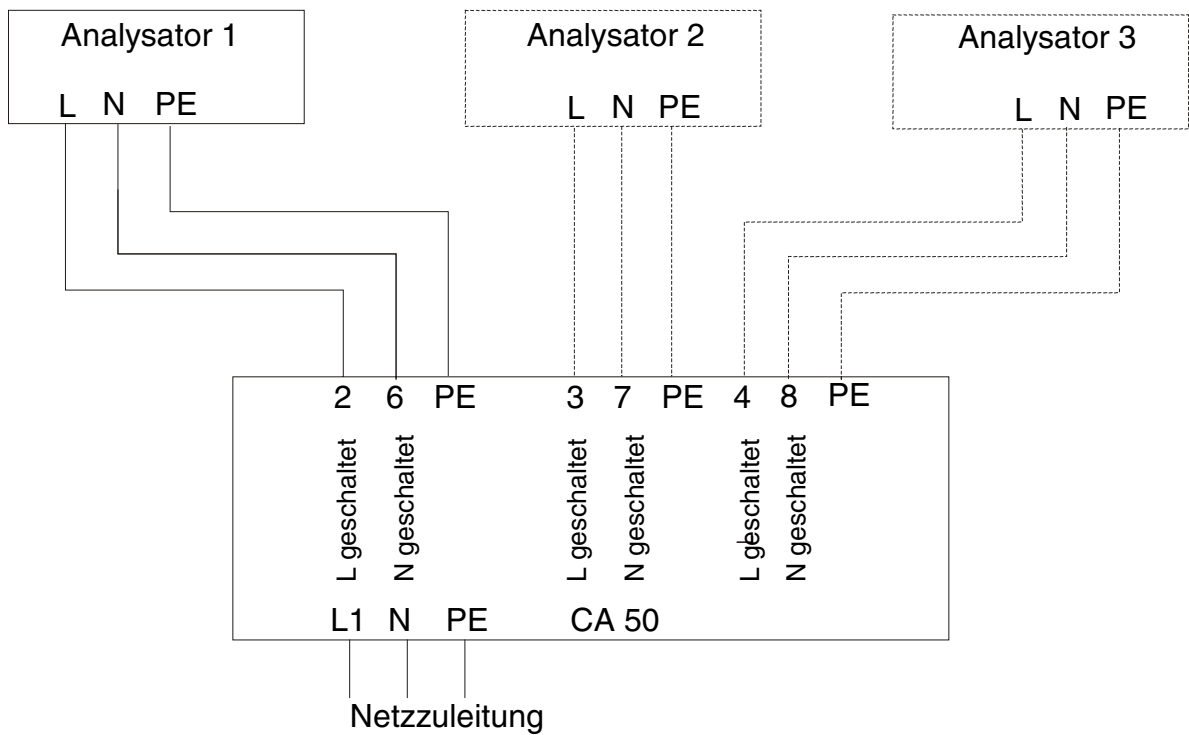 Analysator 1
Analysator 2
Analysator 3
L N PE
L N PE
L N PE
2 6 PE
3 7 PE
4 8 PE
L geschaltet
N geschaltet
L geschaltet
N geschaltet
L geschaltet
N geschaltet
L1 N PE
CA 50
Netzzuleitung